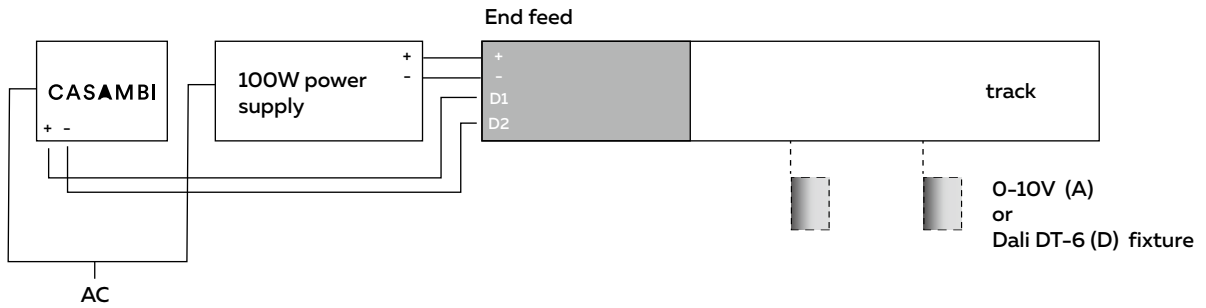 End feed
CASAMBI
+ -
100W power
supply
+
-
+
-
D1
D2
track
0-10V (A)
or
Dali DT-6 (D) fixture
AC